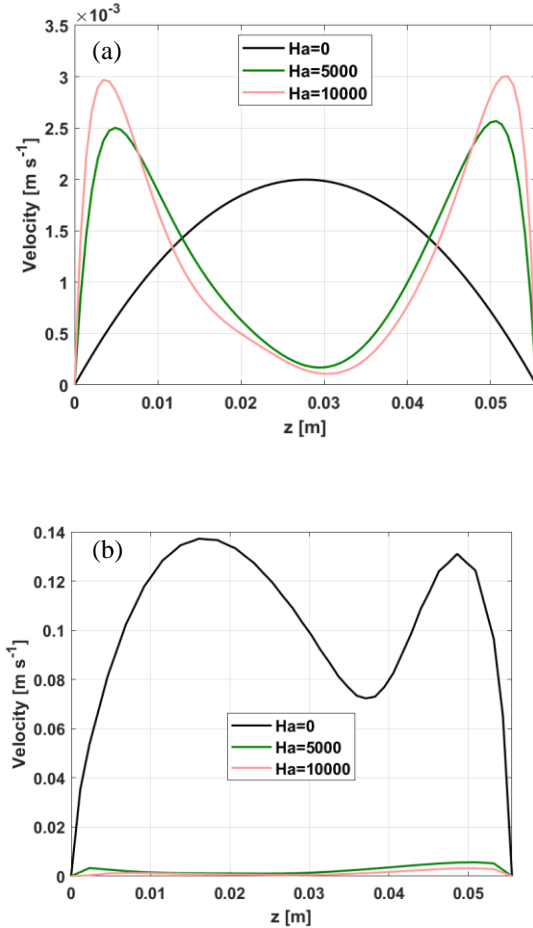 ×10⁻³
(a)
Ha=0
Ha=5000
Ha=10000
3.5
3
2.5
2
1.5
1
0.5
0
Velocity [m s⁻¹]
0 0.01 0.02 0.03 0.04 0.05
z [m]
(b)
0.14
0.12
0.1
0.08
0.06
0.04
0.02
0
Velocity [m s⁻¹]
Ha=0
Ha=5000
Ha=10000
0 0.01 0.02 0.03 0.04 0.05
z [m]